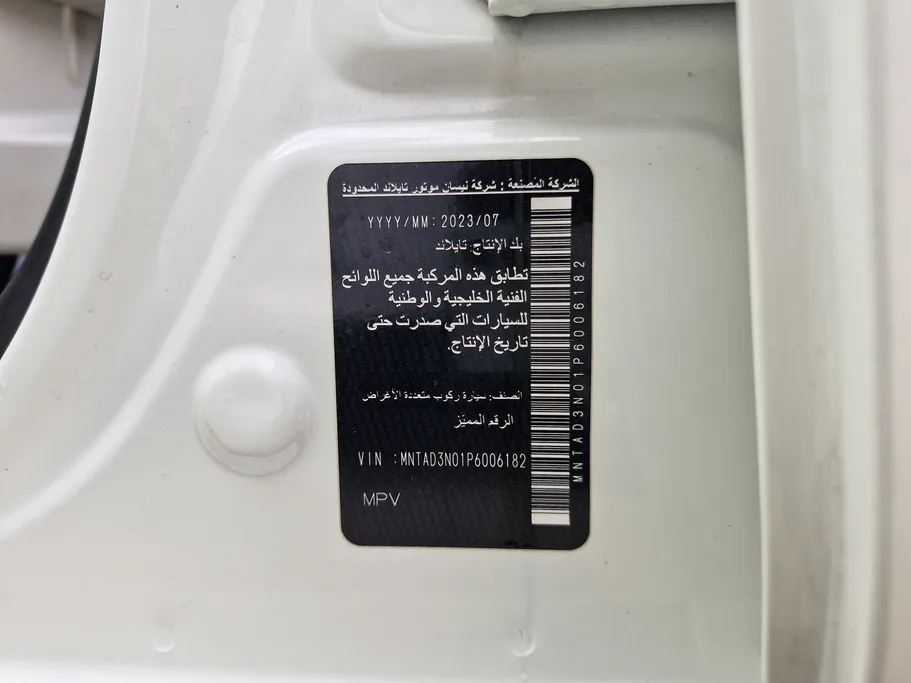 الشركة المصنعة : شركة نيسان موتور تايلاند المحدودة
YYYY/MM: 2023/07
بلد الإنتاج: تايلاند
تطابق هذه المركبة جميع اللوائح
الفنية الخليجية والوطنية
للسيارات التي صدرت حتى
تاريخ الإنتاج.
الصنف: سيارة ركوب متعددة الأغراض
الرقم المميّز
VIN :MNTAD3N01P6006182
MPV
MNTAD3N01P6006182